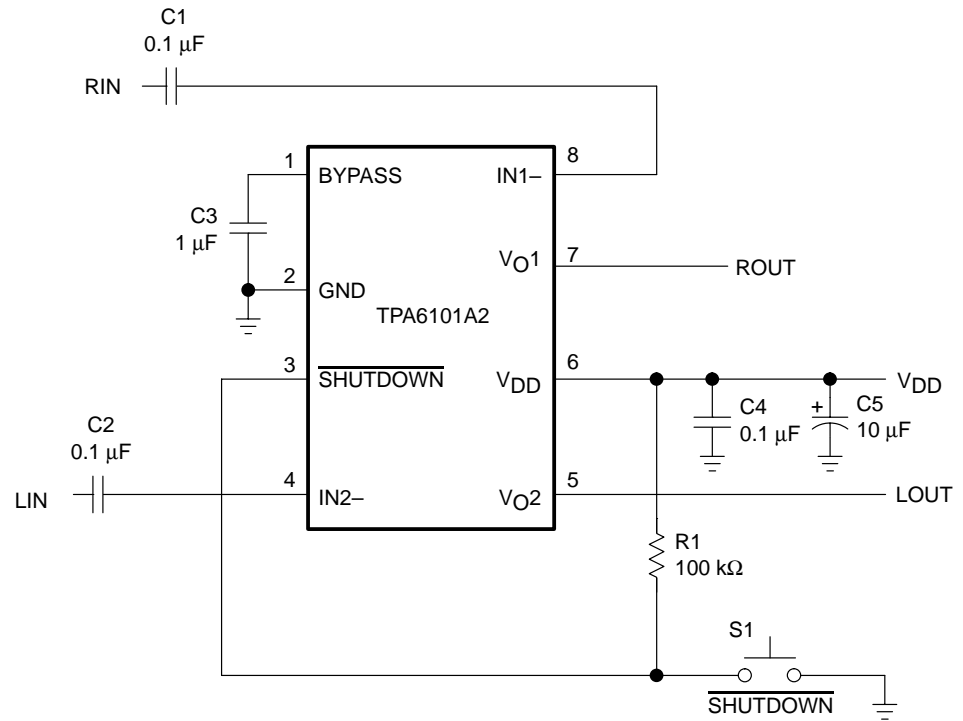 C1
0.1 μF
RIN
1
BYPASS
IN1–
8
C3
1 μF
VO1
7
ROUT
2
GND
TPA6101A2
3
SHUTDOWN
VDD
6
VDD
C4
0.1 μF
+
C5
10 μF
C2
0.1 μF
LIN
4
IN2–
VO2
5
LOUT
R1
100 kΩ
S1
SHUTDOWN